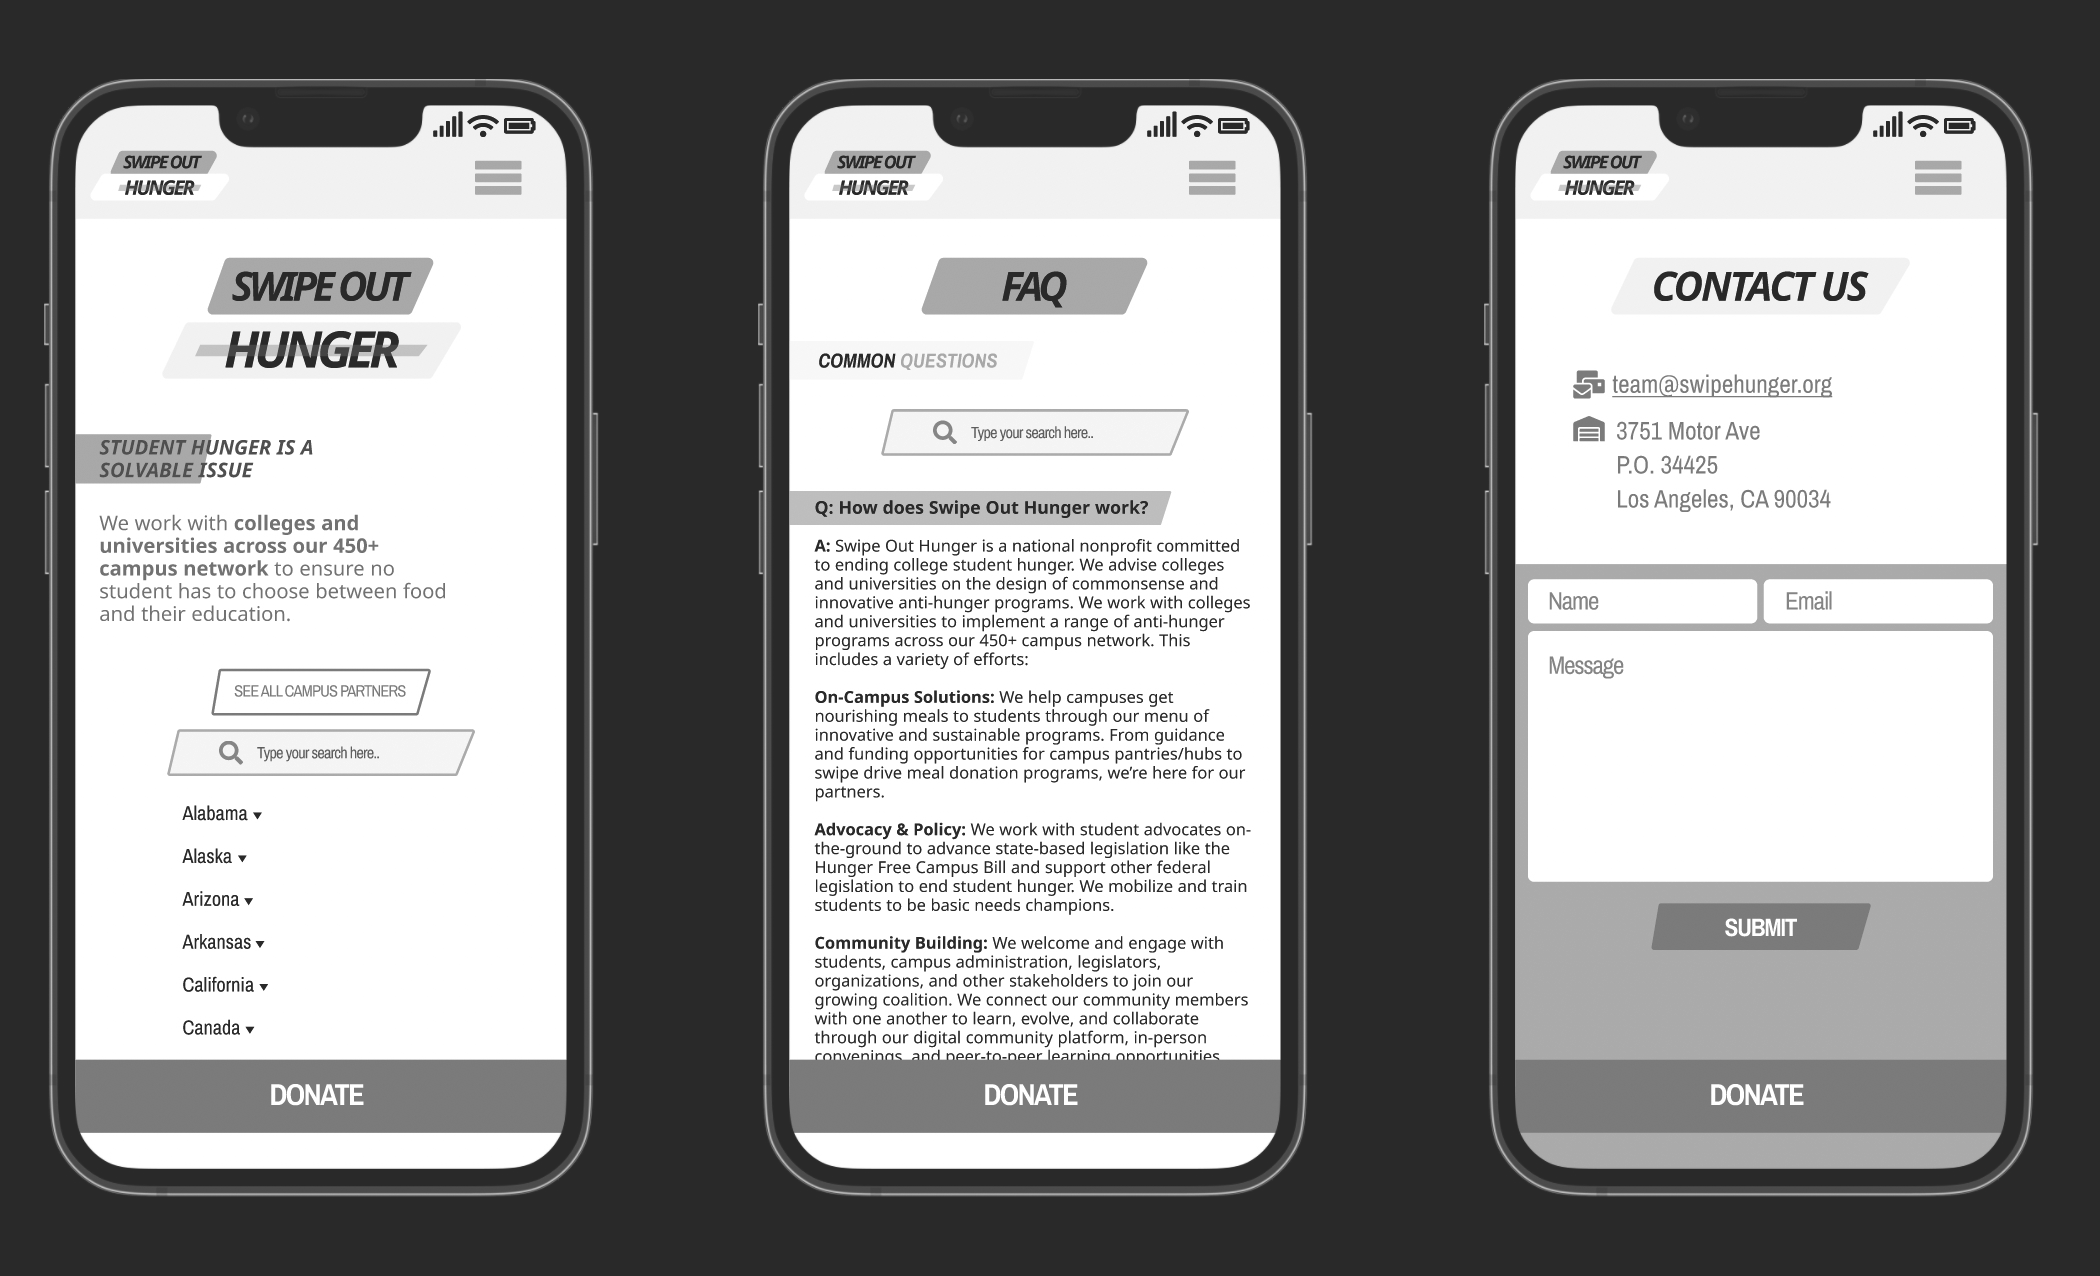 SWIPE OUT
HUNGER
SWIPE OUT
HUNGER
STUDENT HUNGER IS A
SOLVABLE ISSUE
We work with colleges and
universities across our 450+
campus network to ensure no
student has to choose between food
and their education.
SEE ALL CAMPUS PARTNERS
Type your search here..
Alabama
Alaska
Arizona
Arkansas
California
Canada
DONATE
SWIPE OUT
HUNGER
FAQ
COMMON QUESTIONS
Type your search here..
Q: How does Swipe Out Hunger work?
A: Swipe Out Hunger is a national nonprofit committed
to ending college student hunger. We advise colleges
and universities on the design of commonsense and
innovative anti-hunger programs. We work with colleges
and universities to implement a range of anti-hunger
programs across our 450+ campus network. This
includes a variety of efforts:
On-Campus Solutions: We help campuses get
nourishing meals to students through our menu of
innovative and sustainable programs. From guidance
and funding opportunities for campus pantries/hubs to
swipe drive meal donation programs, we’re here for our
partners.
Advocacy & Policy: We work with student advocates on-
the-ground to advance state-based legislation like the
Hunger Free Campus Bill and support other federal
legislation to end student hunger. We mobilize and train
students to be basic needs champions.
Community Building: We welcome and engage with
students, campus administration, legislators,
organizations, and other stakeholders to join our
growing coalition. We connect our community members
with one another to learn, evolve, and collaborate
through our digital community platform, in-person
convenings, and peer-to-peer learning opportunities
DONATE
SWIPE OUT
HUNGER
CONTACT US
team@swipehunger.org
3751 Motor Ave
P.O. 34425
Los Angeles, CA 90034
Name
Email
Message
SUBMIT
DONATE